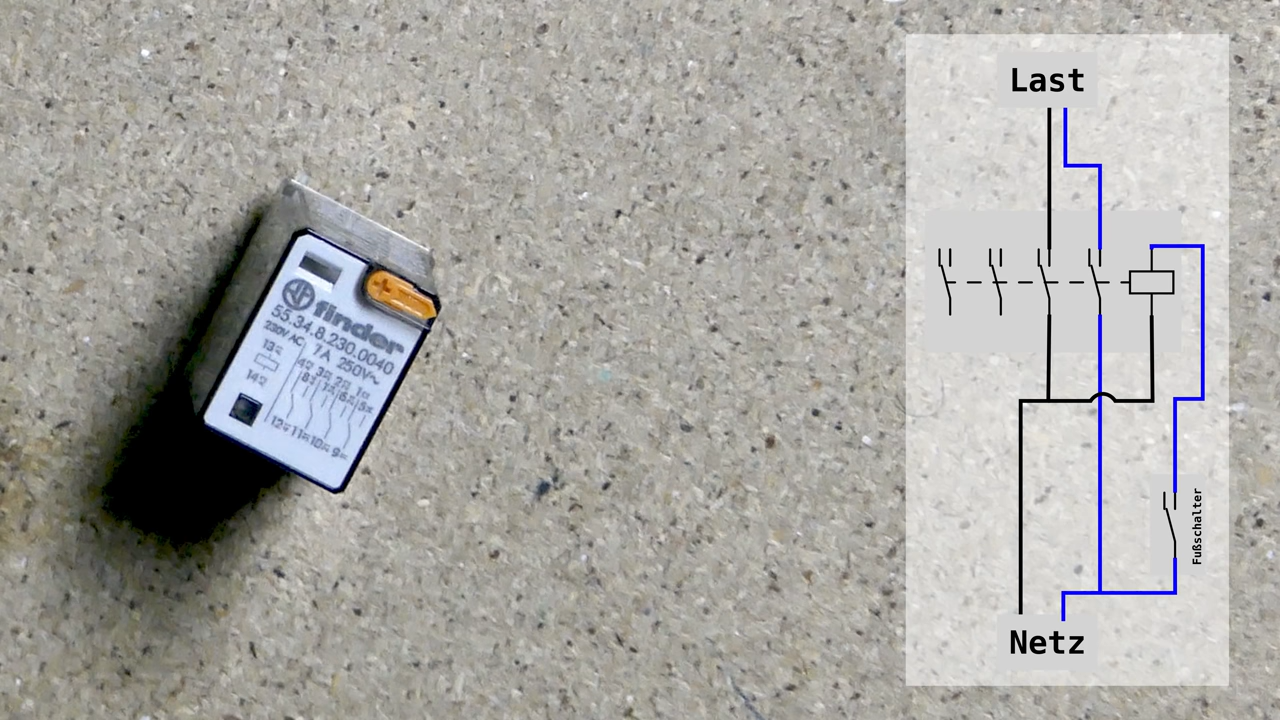 finder
55.34.8.230.0040
230V AC 7A 250V~
13
14
4 3 2 1
8 7 6 5
12 11 10 9
Last
Fußschalter
Netz